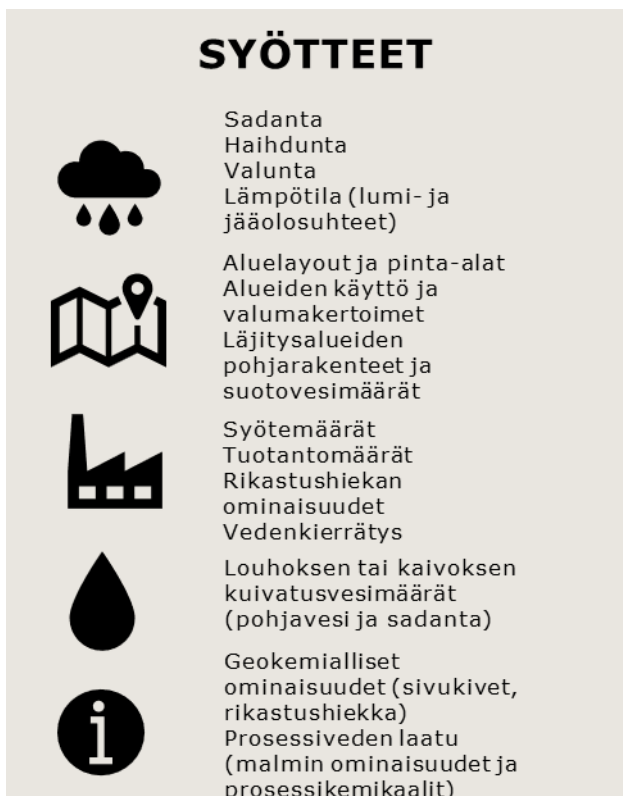 SYÖTTEET
Sadanta
Haihdunta
Valunta
Lämpötila (lumi- ja
jääolosuhteet)
Aluelayout ja pinta-alat
Alueiden käyttö ja
valumakertoimet
Läjitysalueiden
pohjarakenteet ja
suotovesimäärät
Syötemäärät
Tuotantomäärät
Rikastushiekan
ominaisuudet
Vedenkierrätys
Louhoksen tai kaivoksen
kuivatusvesimäärät
(pohjavesi ja sadanta)
Geokemialliset
ominaisuudet (sivukivet,
rikastushiekka)
Prosessiveden laatu
(malmin ominaisuudet ja
prosessikemikaalit)